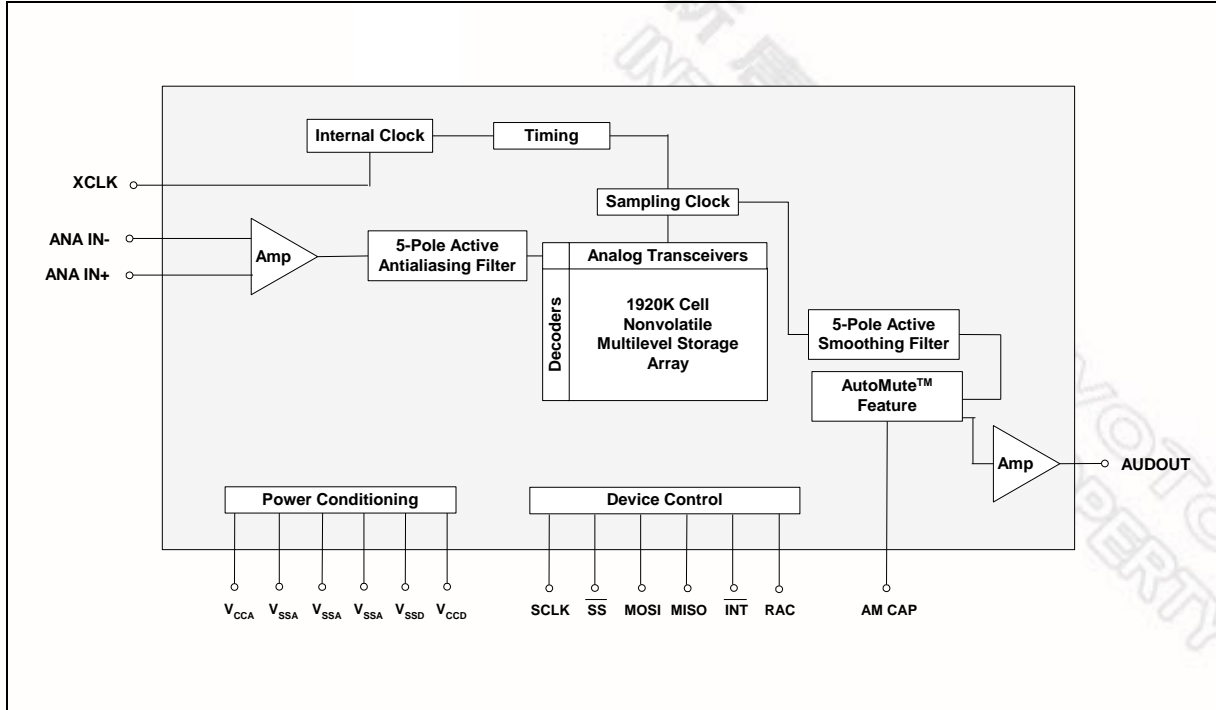 新唐
Internal Clock
Timing
XCLK
Sampling Clock
ANA IN-
Amp
5-Pole Active
Antialiasing Filter
Analog Transceivers
ANA IN+
Decoders
1920K Cell
Nonvolatile
Multilevel Storage
Array
5-Pole Active
Smoothing Filter
AutoMute™
Feature
Amp
AUDOUT
Power Conditioning
Device Control
VCCA
VSSA
VSSA
VSSA
VSSD
VCCD
SCLK
SS
MOSI
MISO
INT
RAC
AM CAP